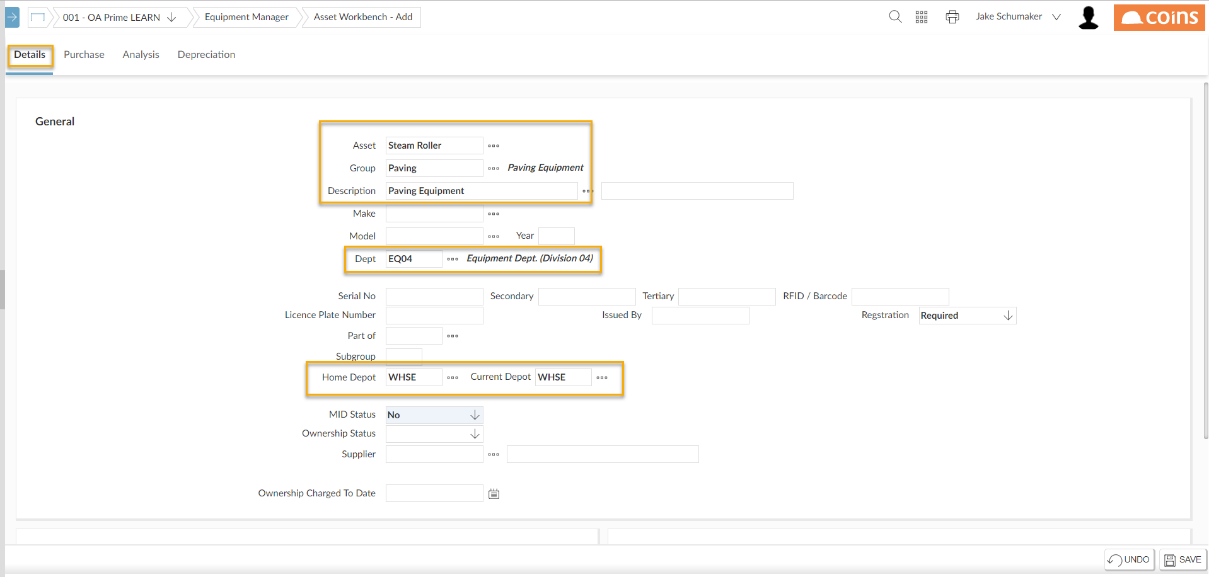 001 - OA Prime LEARN Equipment Manager Asset Workbench - Add Jake Schumaker coins
Details Purchase Analysis Depreciation
General
Asset Steam Roller
Group Paving Paving Equipment
Description Paving Equipment
Make
Model Year
Dept EQ04 Equipment Dept. (Division 04)
Serial No Secondary Tertiary RFID / Barcode
Licence Plate Number Issued By Regstration Required
Part of
Subgroup
Home Depot WHSE Current Depot WHSE
MID Status No
Ownership Status
Supplier
Ownership Charged To Date
UNDO SAVE